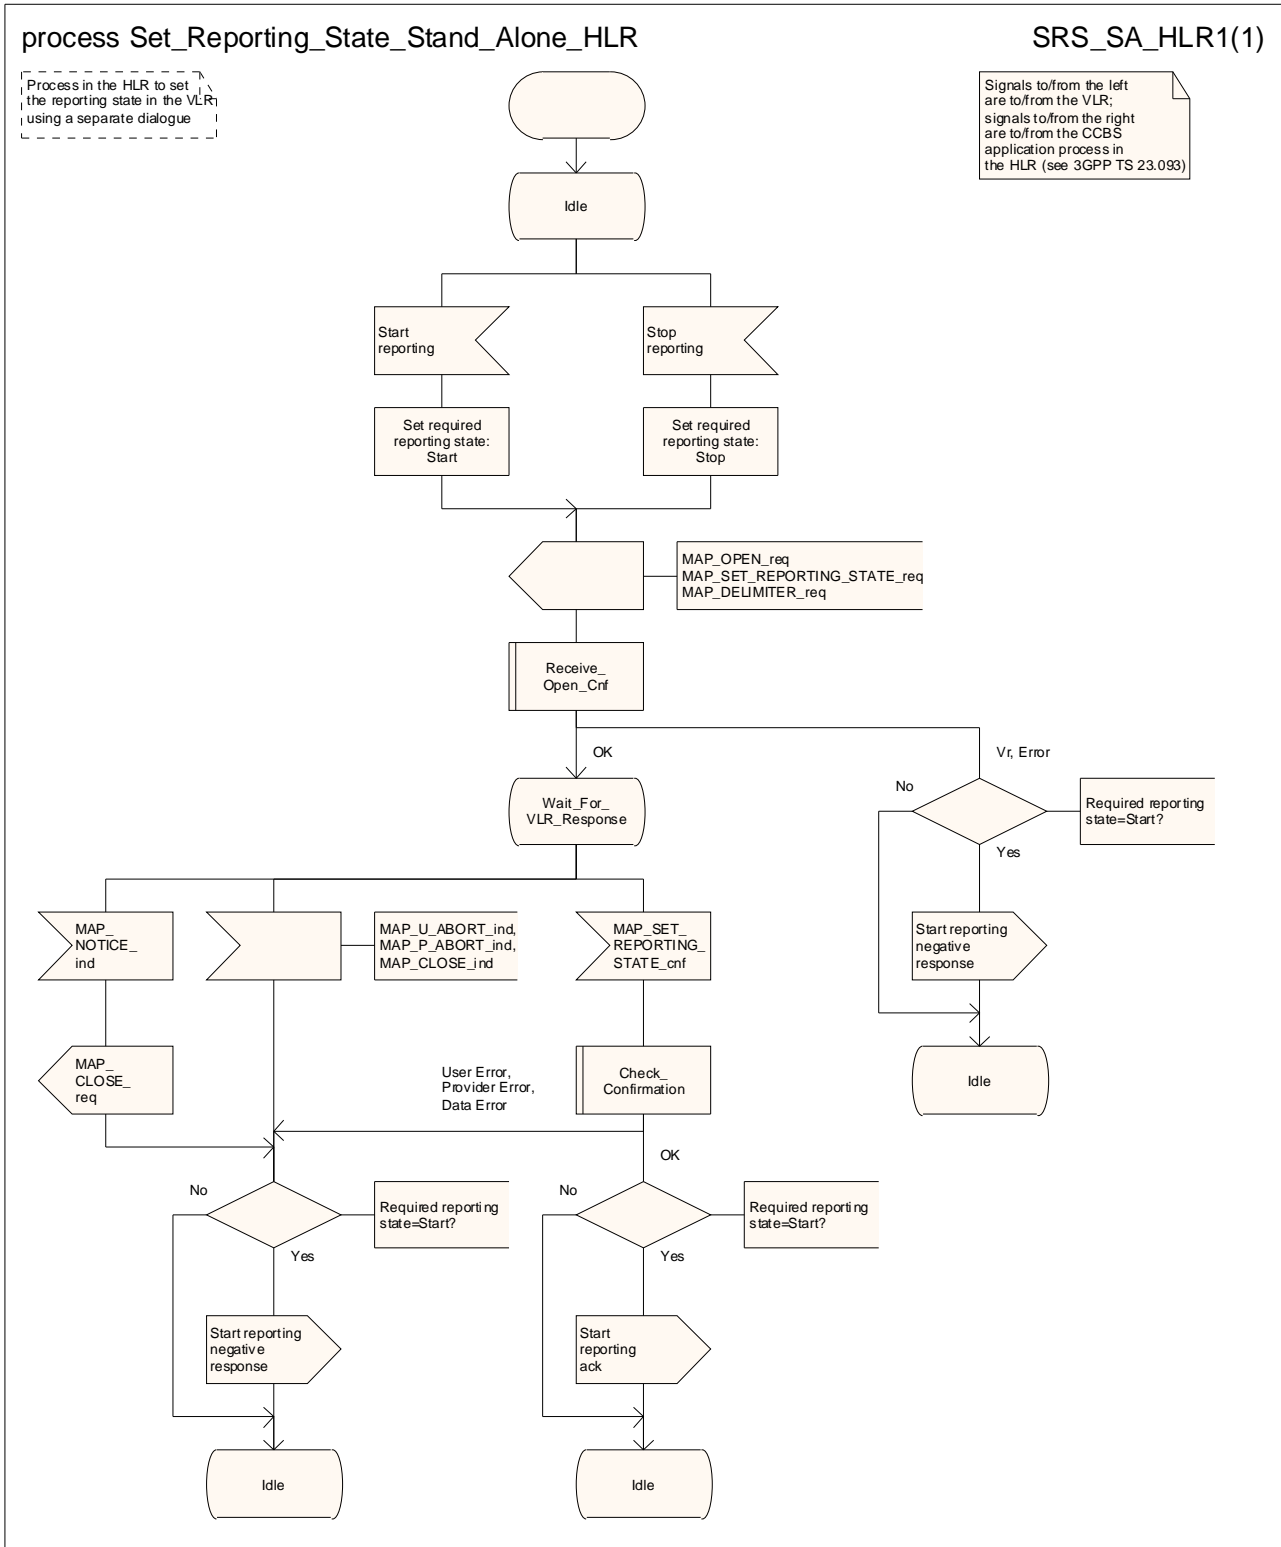 process Set_Reporting_State_Stand_Alone_HLR
SRS_SA_HLR1(1)
Process in the HLR to set
the reporting state in the VLR
using a separate dialogue
Signals to/from the left
are to/from the VLR;
signals to/from the right
are to/from the CCBS
application process in
the HLR (see 3GPP TS 23.093)
Idle
Start
reporting
Stop
reporting
Set required
reporting state:
Start
Set required
reporting state:
Stop
MAP_OPEN_req
MAP_SET_REPORTING_STATE_req
MAP_DELIMITER_req
Receive_
Open_Cnf
OK
Vr, Error
Wait_For_
VLR_Response
No
Required reporting
state=Start?
Yes
MAP_
NOTICE_
ind
MAP_U_ABORT_ind,
MAP_P_ABORT_ind,
MAP_CLOSE_ind
MAP_SET_
REPORTING_
STATE_cnf
Start reporting
negative
response
MAP_
CLOSE_
req
User Error,
Provider Error,
Data Error
Check_
Confirmation
Idle
OK
No
Required reporting
state=Start?
Yes
No
Required reporting
state=Start?
Yes
Start reporting
negative
response
Start
reporting
ack
Idle
Idle